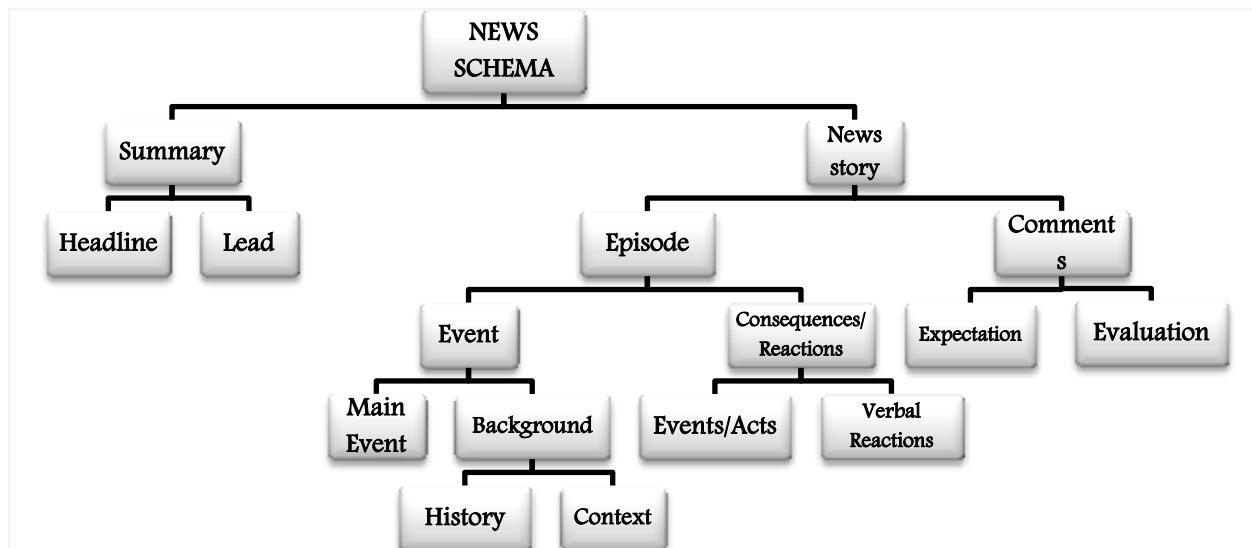 NEWS
SCHEMA
Summary
News
story
Headline
Lead
Episode
Comment
s
Event
Consequences/
Reactions
Expectation
Evaluation
Main
Event
Background
Events/Acts
Verbal
Reactions
History
Context